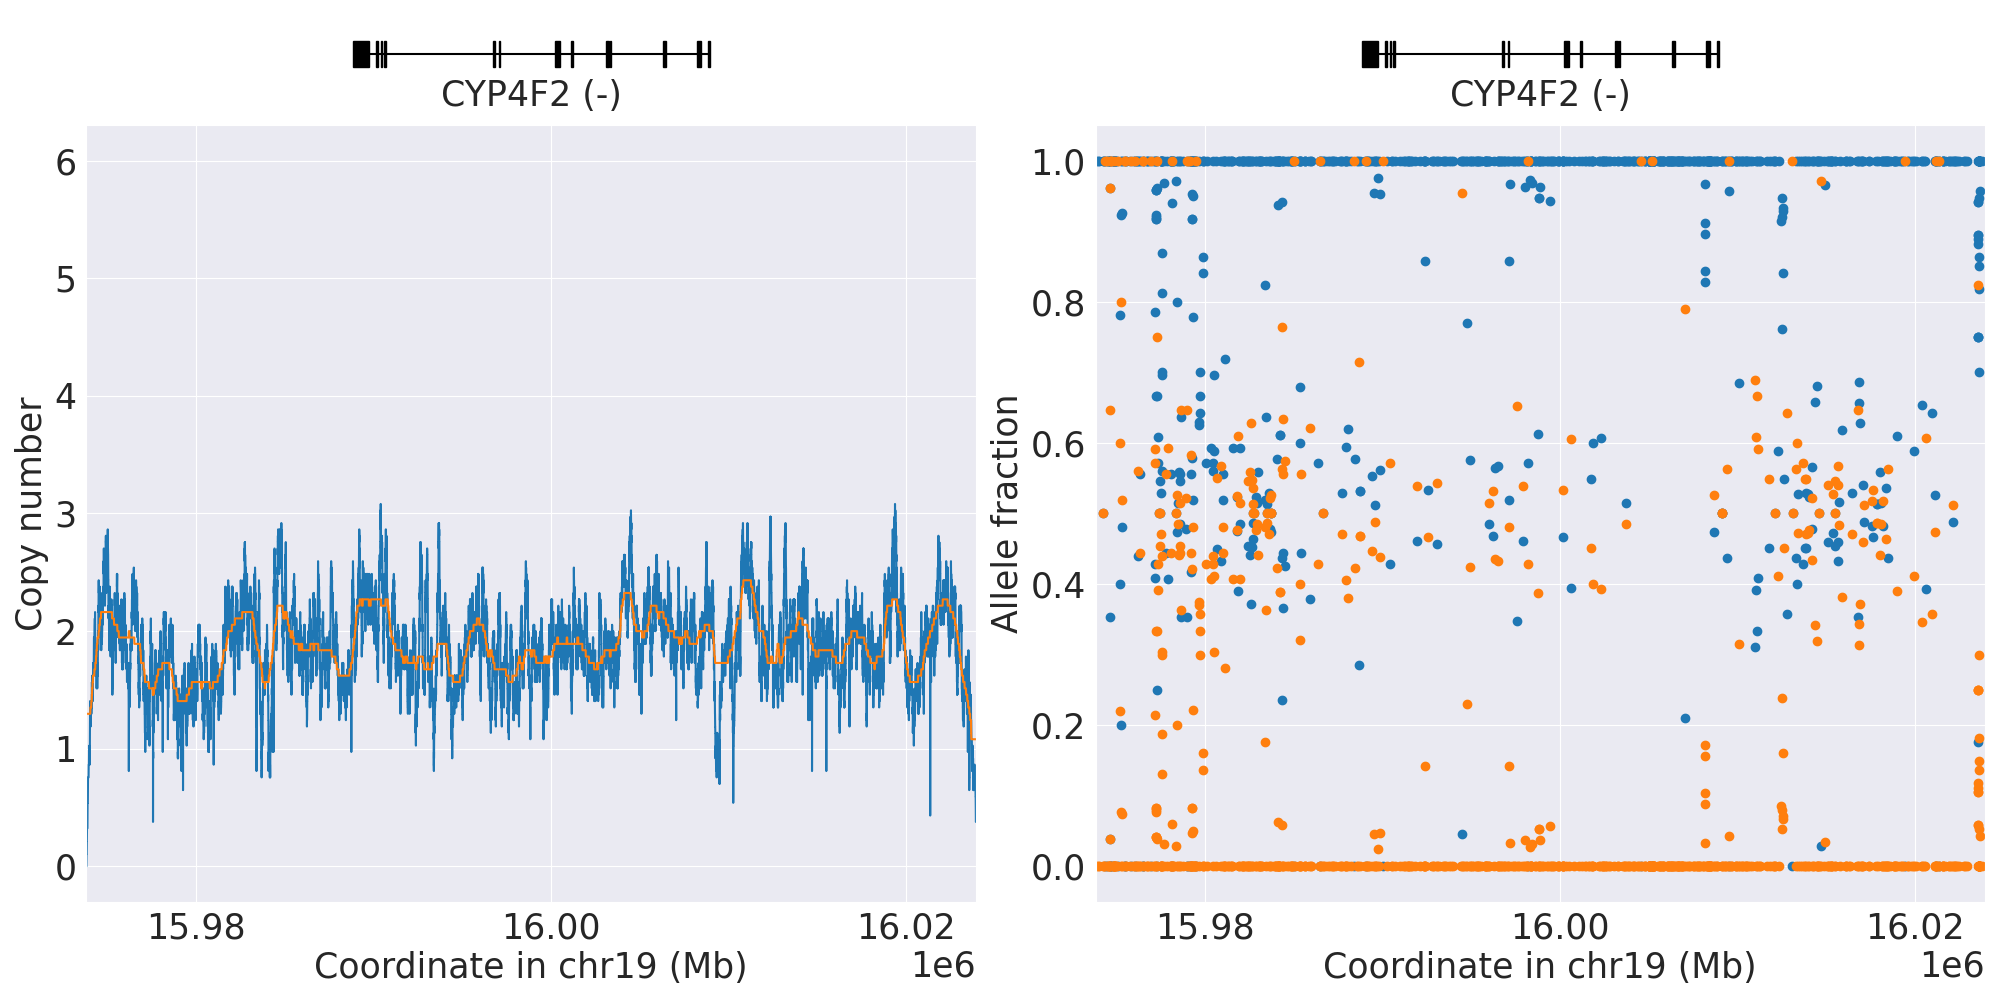 CYP4F2 (-)
6
5
4
3
2
1
0
Copy number
15.98
16.00
16.02
Coordinate in chr19 (Mb)
1e6
CYP4F2 (-)
1.0
0.8
0.6
0.4
0.2
0.0
Allele fraction
15.98
16.00
16.02
Coordinate in chr19 (Mb)
1e6